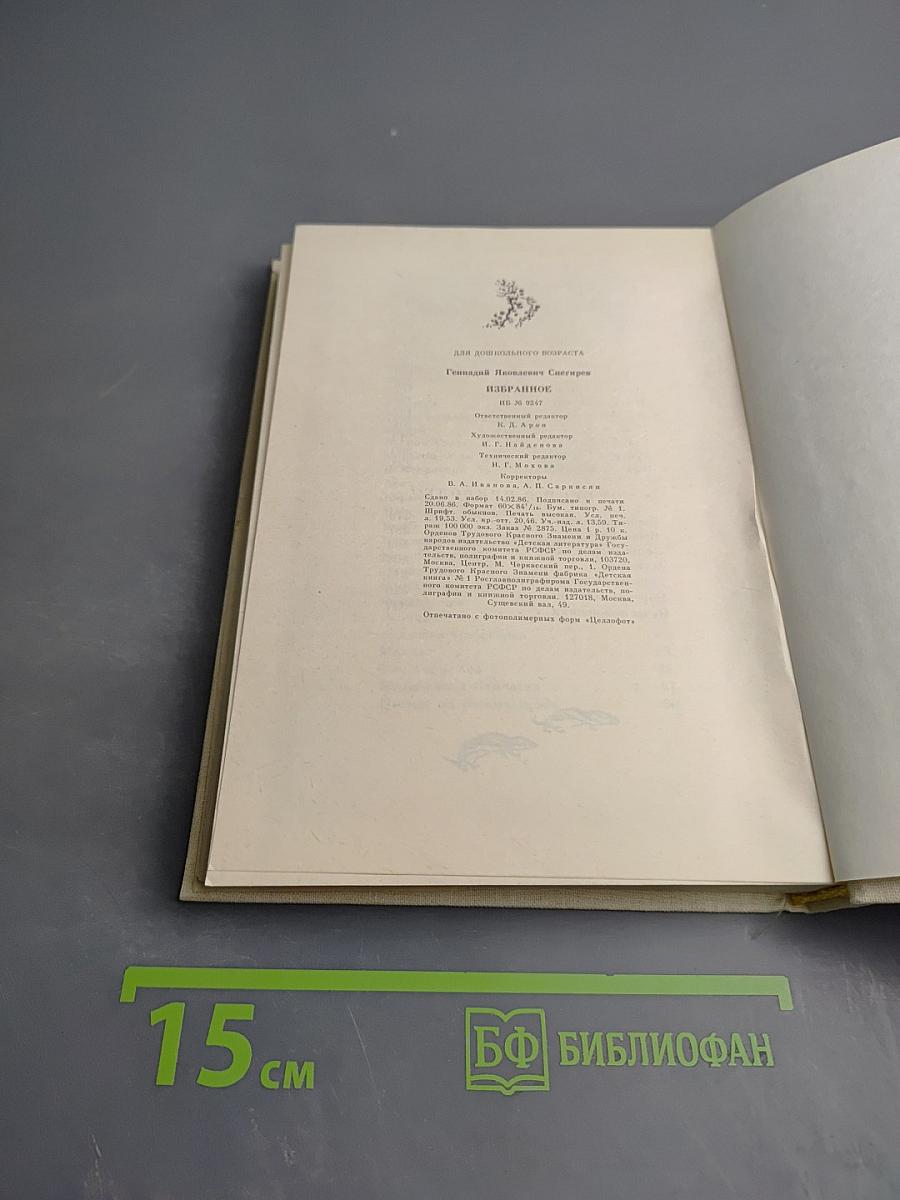 ДЛЯ ДОШКОЛЬНОГО ВОЗРАСТА
Геннадий Яковлевич Снегирев
ИЗБРАННОЕ
ИБ № 9247
Ответственный редактор
К. Д. Арон
Художественный редактор
И. Г. Найденова
Технический редактор
Н. Г. Мохова
Корректоры
В. А. Иванова, А. П. Саркисян
Сдано в набор 14.02.86. Подписано к печати
20.06.86. Формат 60×84¹/₁₆. Бум. типогр. № 1.
Шрифт. обыкнов. Печать высокая. Усл. печ.
л. 19,53. Усл. кр.-отт. 20,46. Уч.-изд. л. 13,59. Ти-
раж 100 000 экз. Заказ № 2875. Цена 1 р. 10 к.
Орденов Трудового Красного Знамени и Дружбы
народов издательство «Детская литература» Госу-
дарственного комитета РСФСР по делам изда-
тельств, полиграфии и книжной торговли, 103720,
Москва, Центр, М. Черкасский пер., 1. Ордена
Трудового Красного Знамени фабрика «Детская
книга» № 1 Росглавполиграфпрома Государствен-
ного комитета РСФСР по делам издательств, по-
лиграфии и книжной торговли. 127018, Москва,
Сущевский вал, 49.
Отпечатано с фотополимерных форм «Целлофот»
15 см
БФ БИБЛИОФАН